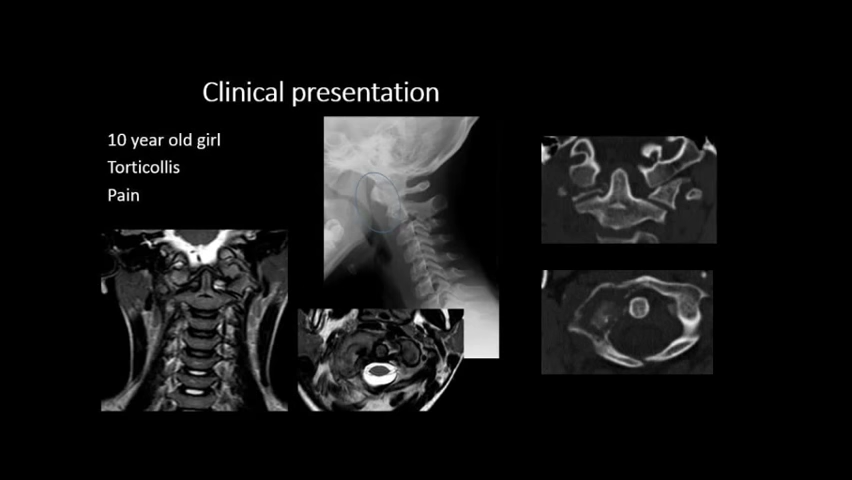 Clinical presentation
10 year old girl
Torticollis
Pain